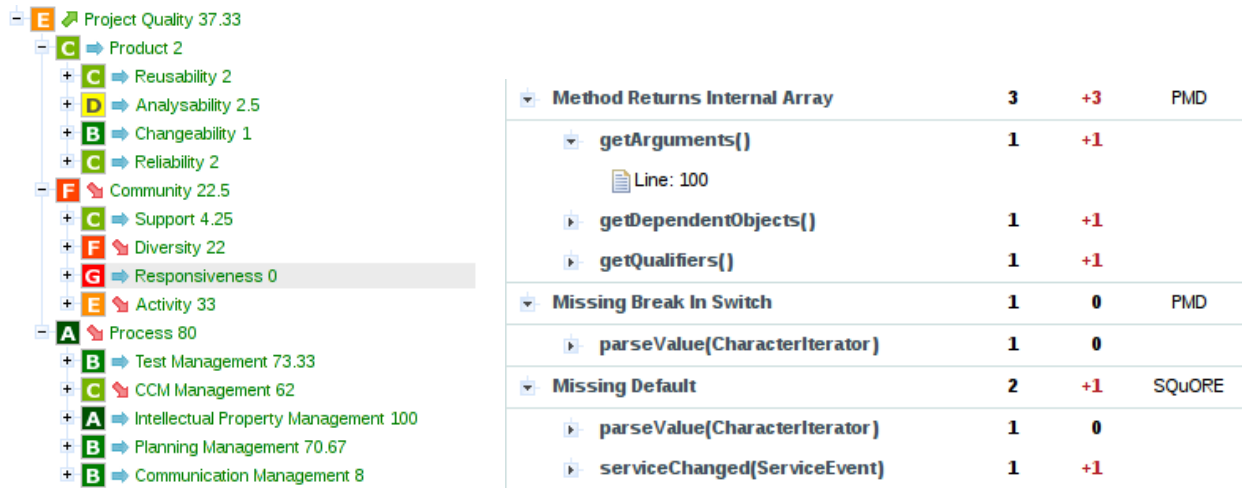 E Project Quality 37.33
C Product 2
C Reusability 2
D Analysability 2.5
B Changeability 1
C Reliability 2
F Community 22.5
C Support 4.25
F Diversity 22
G Responsiveness 0
E Activity 33
A Process 80
B Test Management 73.33
C CCM Management 62
A Intellectual Property Management 100
B Planning Management 70.67
B Communication Management 8
Method Returns Internal Array 3 +3 PMD
getArguments() 1 +1
Line: 100
getDependentObjects() 1 +1
getQualifiers() 1 +1
Missing Break In Switch 1 0 PMD
parseValue(CharacterIterator) 1 0
Missing Default 2 +1 SQuORE
parseValue(CharacterIterator) 1 0
serviceChanged(ServiceEvent) 1 +1